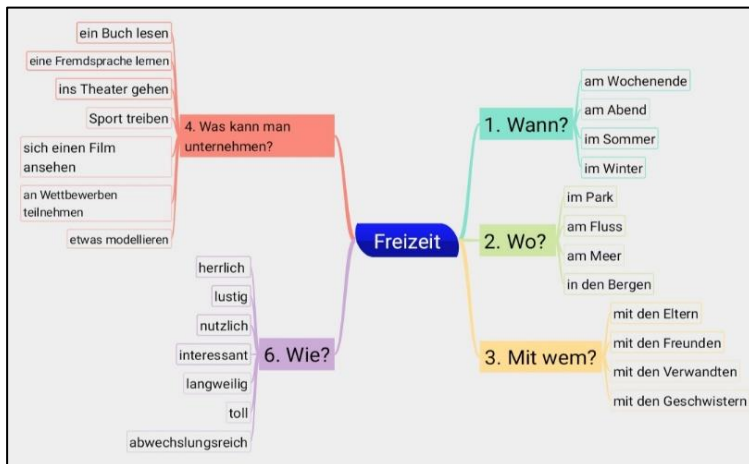 Freizeit
1. Wann?
am Wochenende
am Abend
im Sommer
im Winter
2. Wo?
im Park
am Fluss
am Meer
in den Bergen
3. Mit wem?
mit den Eltern
mit den Freunden
mit den Verwandten
mit den Geschwistern
4. Was kann man
unternehmen?
ein Buch lesen
eine Fremdsprache lernen
ins Theater gehen
Sport treiben
sich einen Film
ansehen
an Wettbewerben
teilnehmen
etwas modellieren
6. Wie?
herrlich
lustig
nutzlich
interessant
langweilig
toll
abwechslungsreich